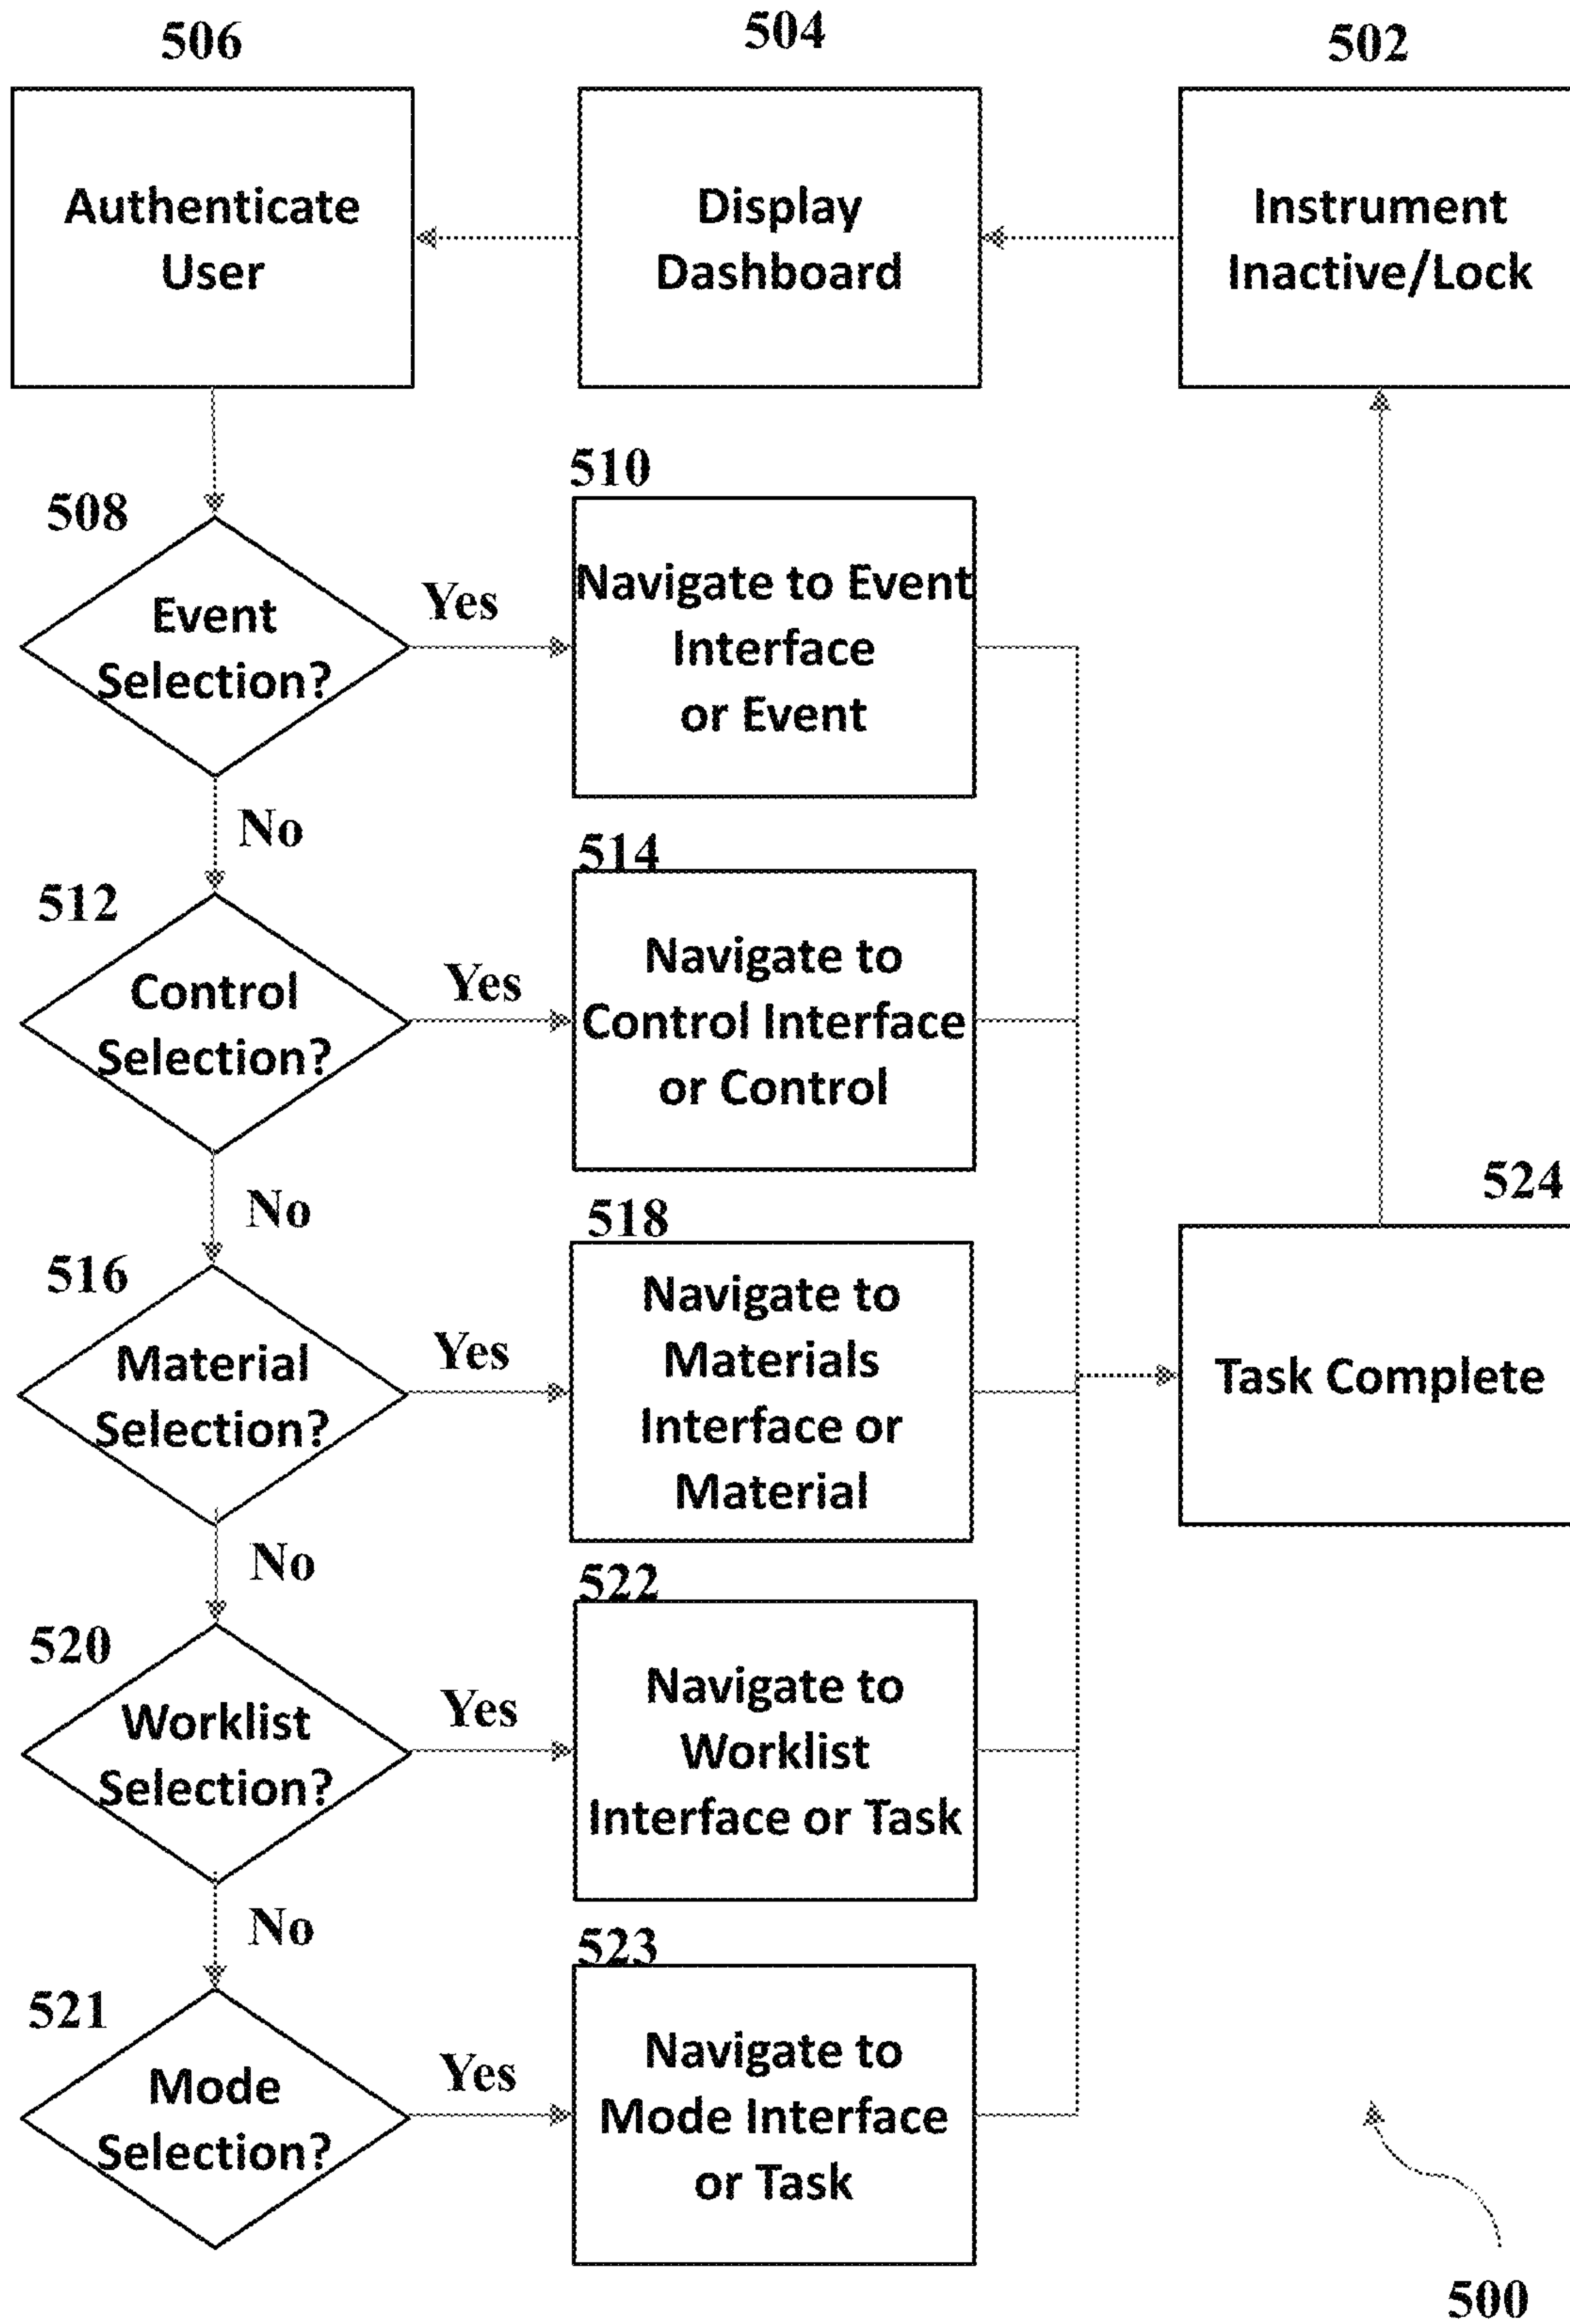 506
504
502
Authenticate
User
Display
Dashboard
Instrument
Inactive/Lock
508
Event
Selection?
Yes
510
Navigate to Event
Interface
or Event
No
512
Control
Selection?
Yes
514
Navigate to
Control Interface
or Control
No
516
Material
Selection?
Yes
518
Navigate to
Materials
Interface or
Material
524
Task Complete
No
520
Worklist
Selection?
Yes
522
Navigate to
Worklist
Interface or Task
No
521
Mode
Selection?
Yes
523
Navigate to
Mode Interface
or Task
500